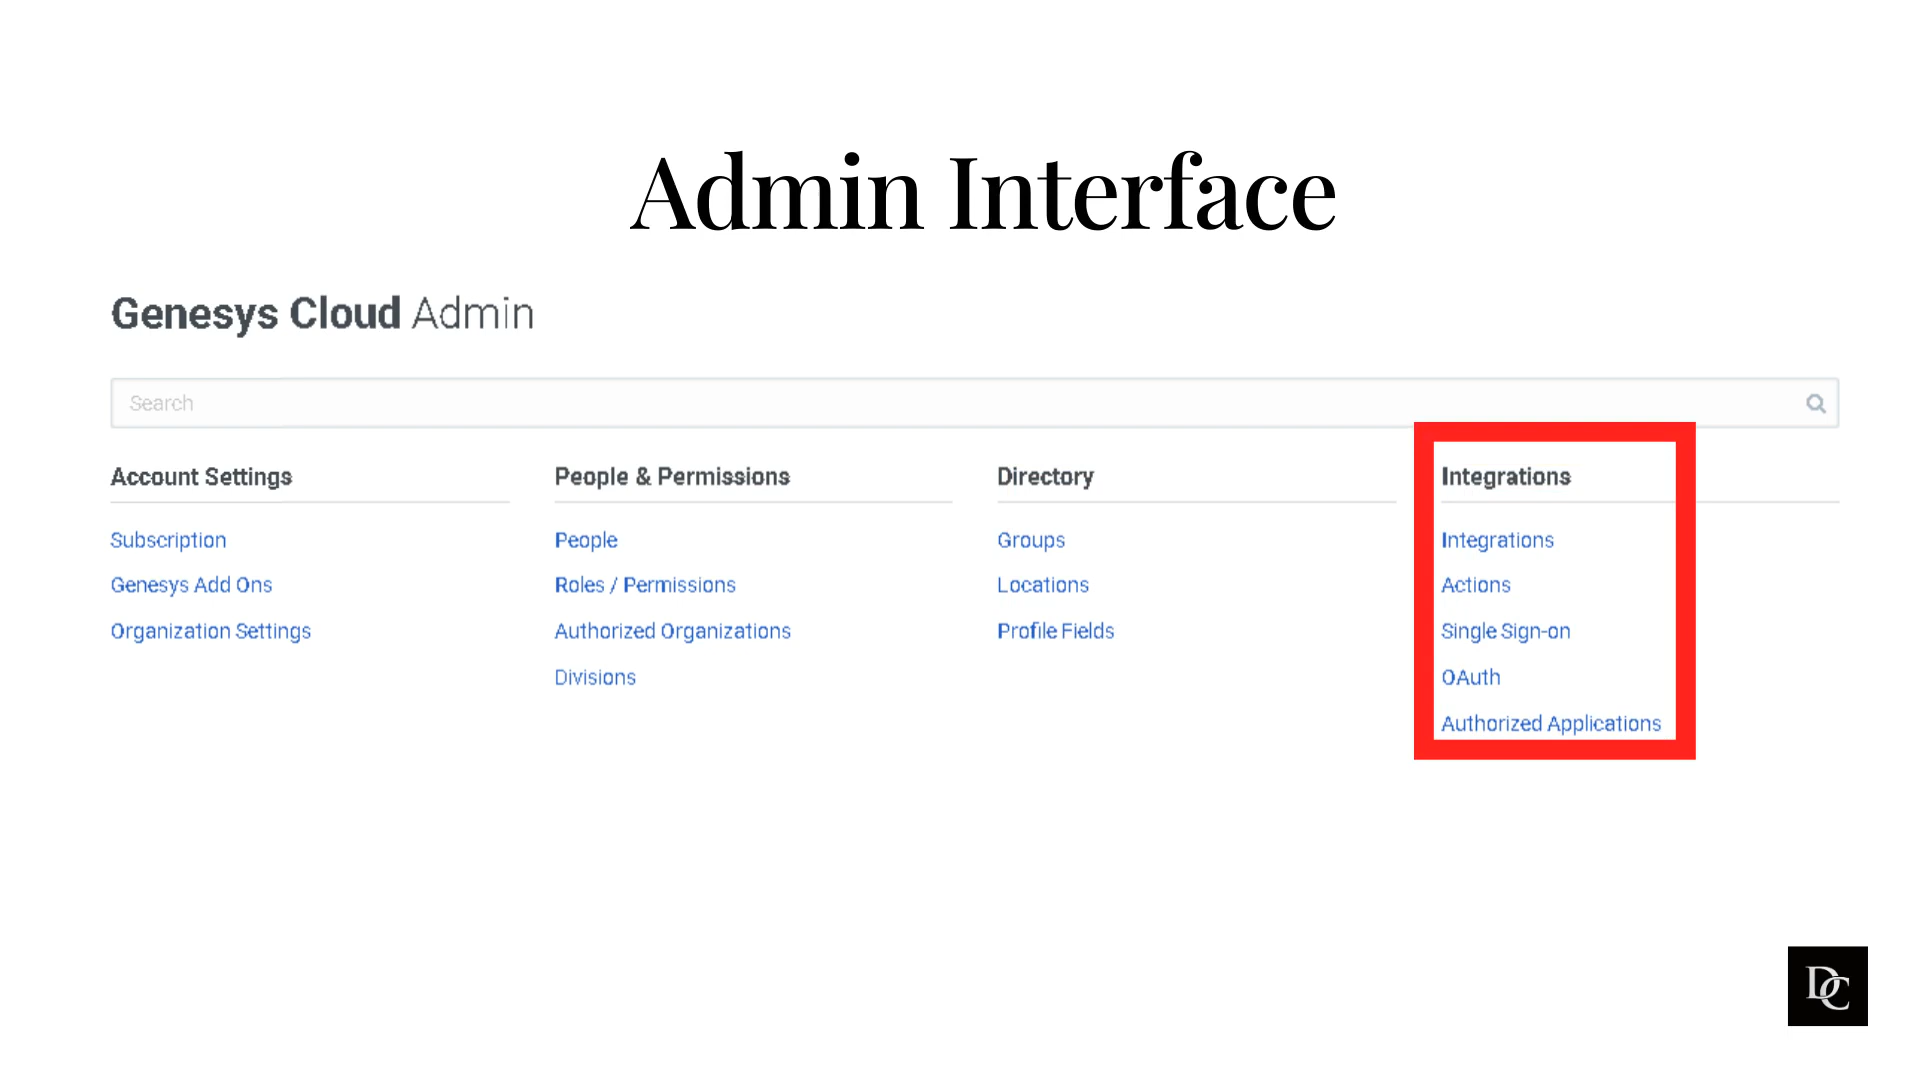 Admin Interface
Genesys Cloud Admin
Search
Account Settings
Subscription
Genesys Add Ons
Organization Settings
People & Permissions
People
Roles / Permissions
Authorized Organizations
Divisions
Directory
Groups
Locations
Profile Fields
Integrations
Integrations
Actions
Single Sign-on
OAuth
Authorized Applications
DC